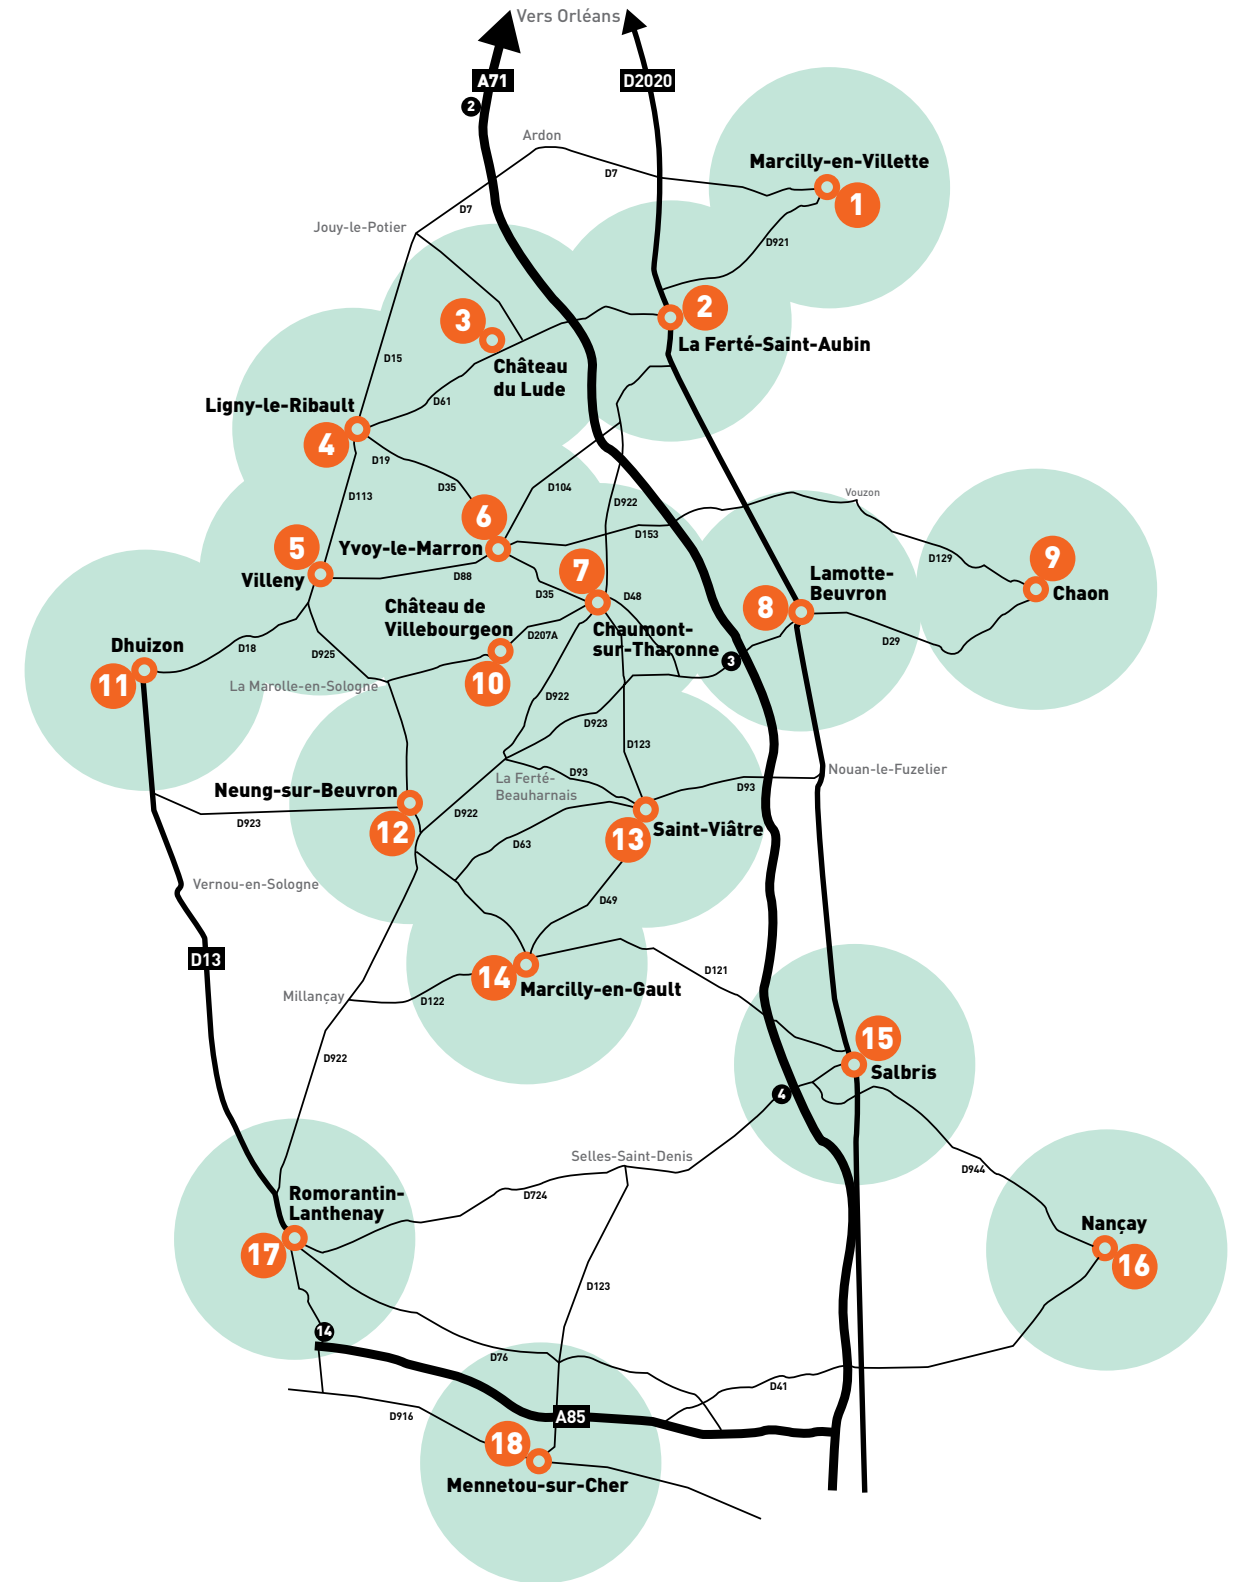 Vers Orléans
A71
D2020
2
Ardon
D7
Marcilly-en-Villette
1
D7
Jouy-le-Potier
D921
3
2
La Ferté-Saint-Aubin
D15
Château
du Lude
D61
Ligny-le-Ribault
4
D19
D35
D104
D113
D922
Vouzon
6
D153
5
Yvoy-le-Marron
7
D129
9
Villeny
D88
D35
D48
Lamotte-
Beuvron
8
Chaon
Château de
Villebourgeon
D207A
Chaumont-
sur-Tharonne
3
D29
Dhuizon
D18
D925
11
La Marolle-en-Sologne
10
D922
D923
D123
La Ferté-
Beauharnais
D93
D93
Nouan-le-Fuzelier
Neung-sur-Beuvron
D923
12
D922
13
Saint-Viâtre
D63
Vernou-en-Sologne
D49
D13
14
Marcilly-en-Gault
D121
Millançay
D122
15
Salbris
D922
4
Selles-Saint-Denis
D944
Romorantin-
Lanthenay
D724
17
Nançay
16
D123
14
D76
D41
D916
A85
18
Mennetou-sur-Cher